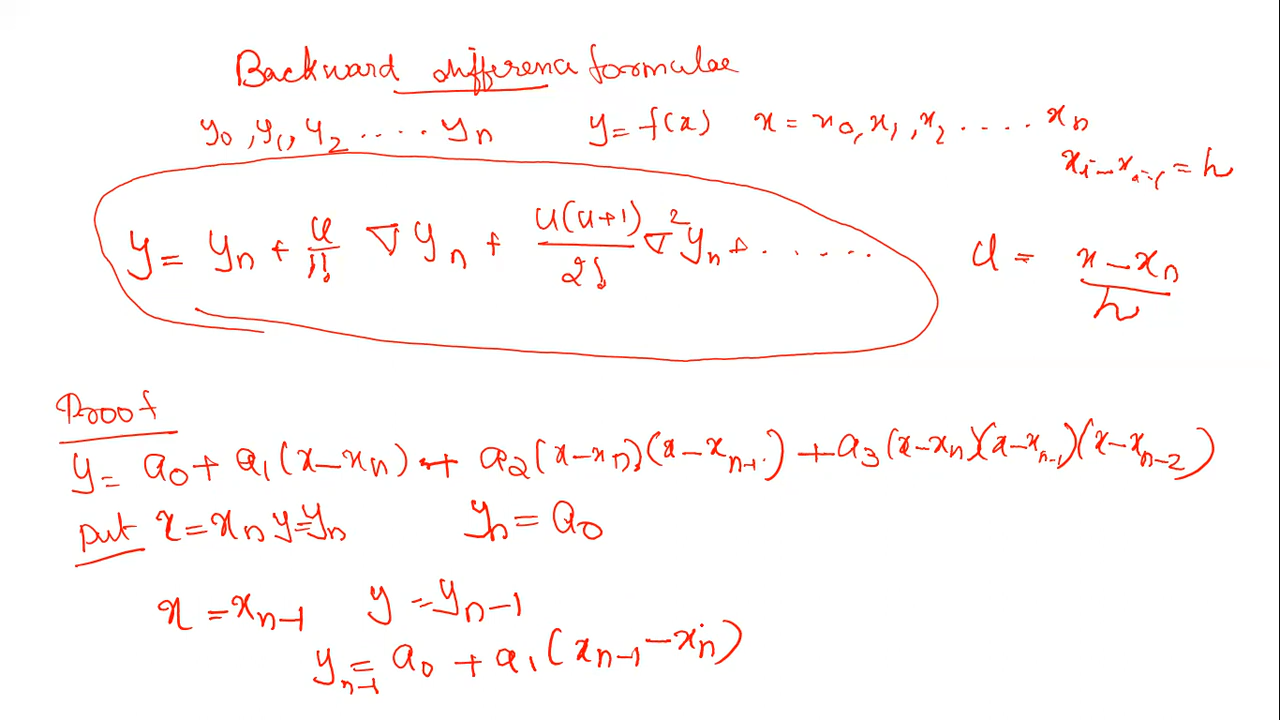 Backward difference formulae
y₀, y₁, y₂ ..... yₙ y = f(x) x = x₀, x₁, x₂ ..... xₙ
xᵢ - xᵢ₋₁ = h
y = yₙ + u/1! ∇yₙ + u(u+1)/2! ∇²yₙ + ...... u = (x - xₙ)/h
Proof
y = a₀ + a₁(x - xₙ) + a₂(x - xₙ)(x - xₙ₋₁) + a₃(x - xₙ)(x - xₙ₋₁)(x - xₙ₋₂)
Put x = xₙ y = yₙ yₙ = a₀
x = xₙ₋₁ y = yₙ₋₁
yₙ₋₁ = a₀ + a₁(xₙ₋₁ - xₙ)